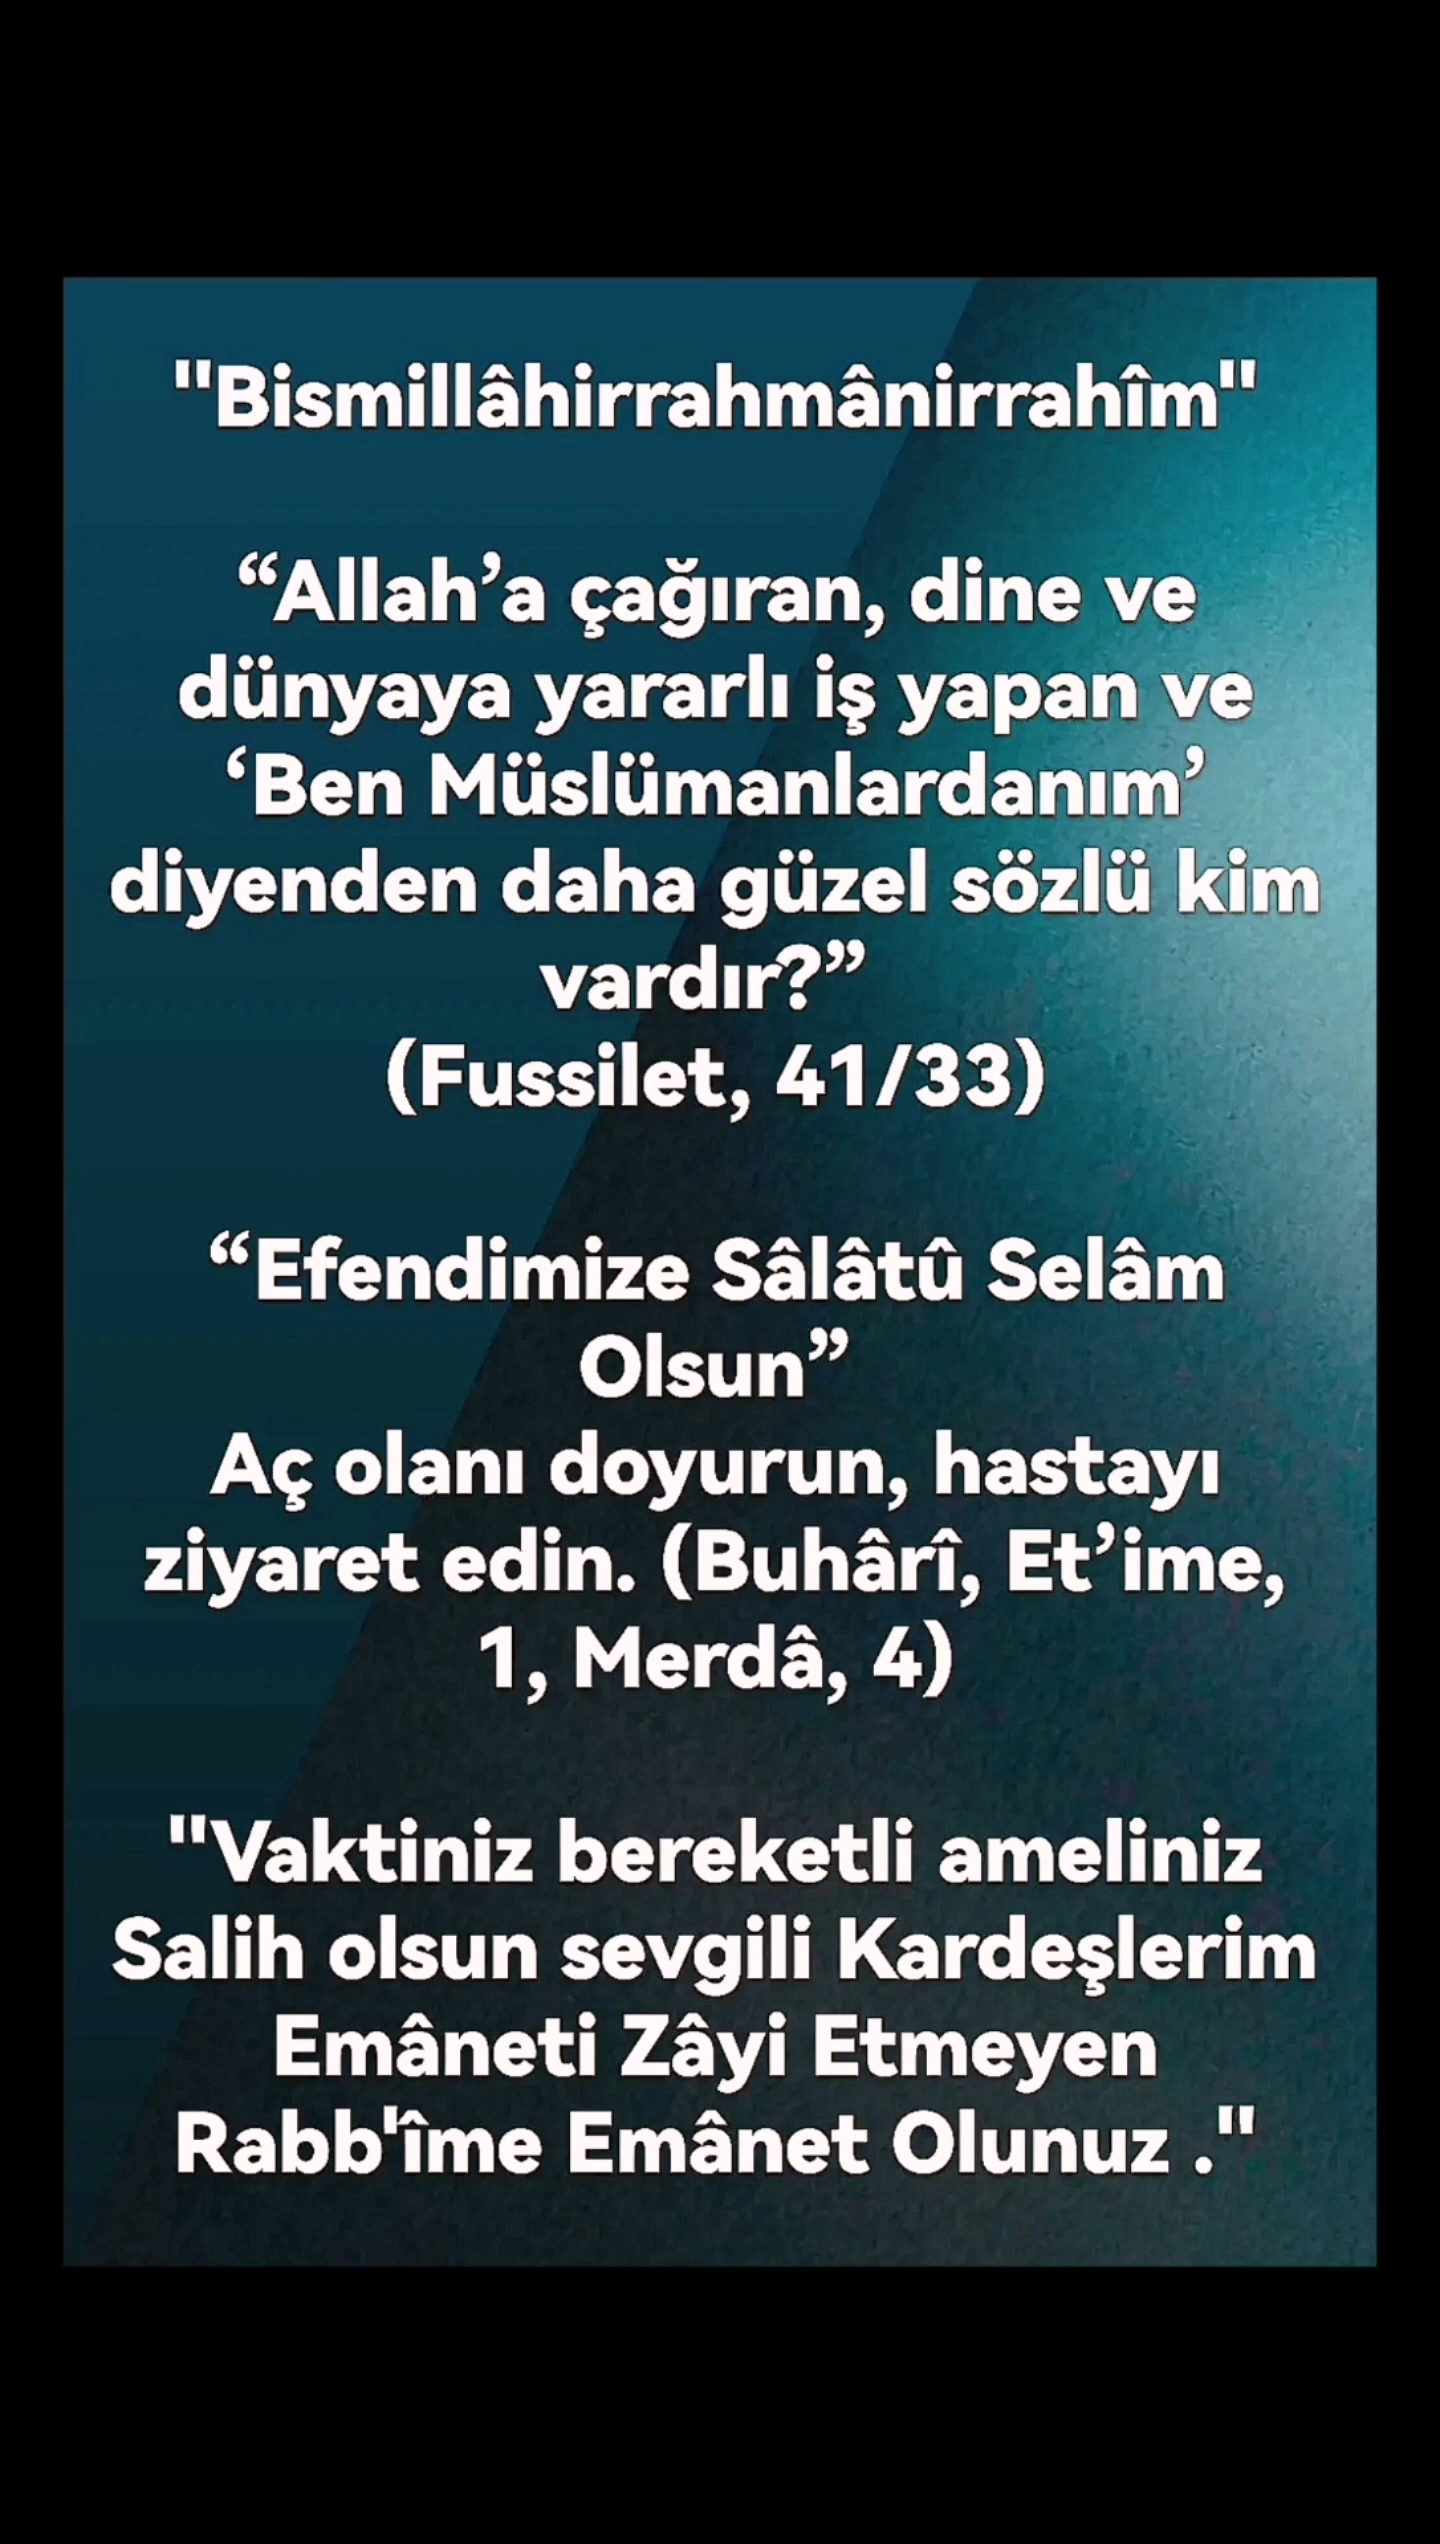 "Bismillâhirrahmânirrahîm"
“Allah’a çağıran, dine ve
dünyaya yararlı iş yapan ve
‘Ben Müslümanlardanım’
diyenden daha güzel sözlü kim
vardır?”
(Fussilet, 41/33)
“Efendimize Sâlâtû Selâm
Olsun”
Aç olanı doyurun, hastayı
ziyaret edin. (Buhârî, Et’ime,
1, Merdâ, 4)
"Vaktiniz bereketli ameliniz
Salih olsun sevgili Kardeşlerim
Emâneti Zâyi Etmeyen
Rabb'îme Emânet Olunuz ."